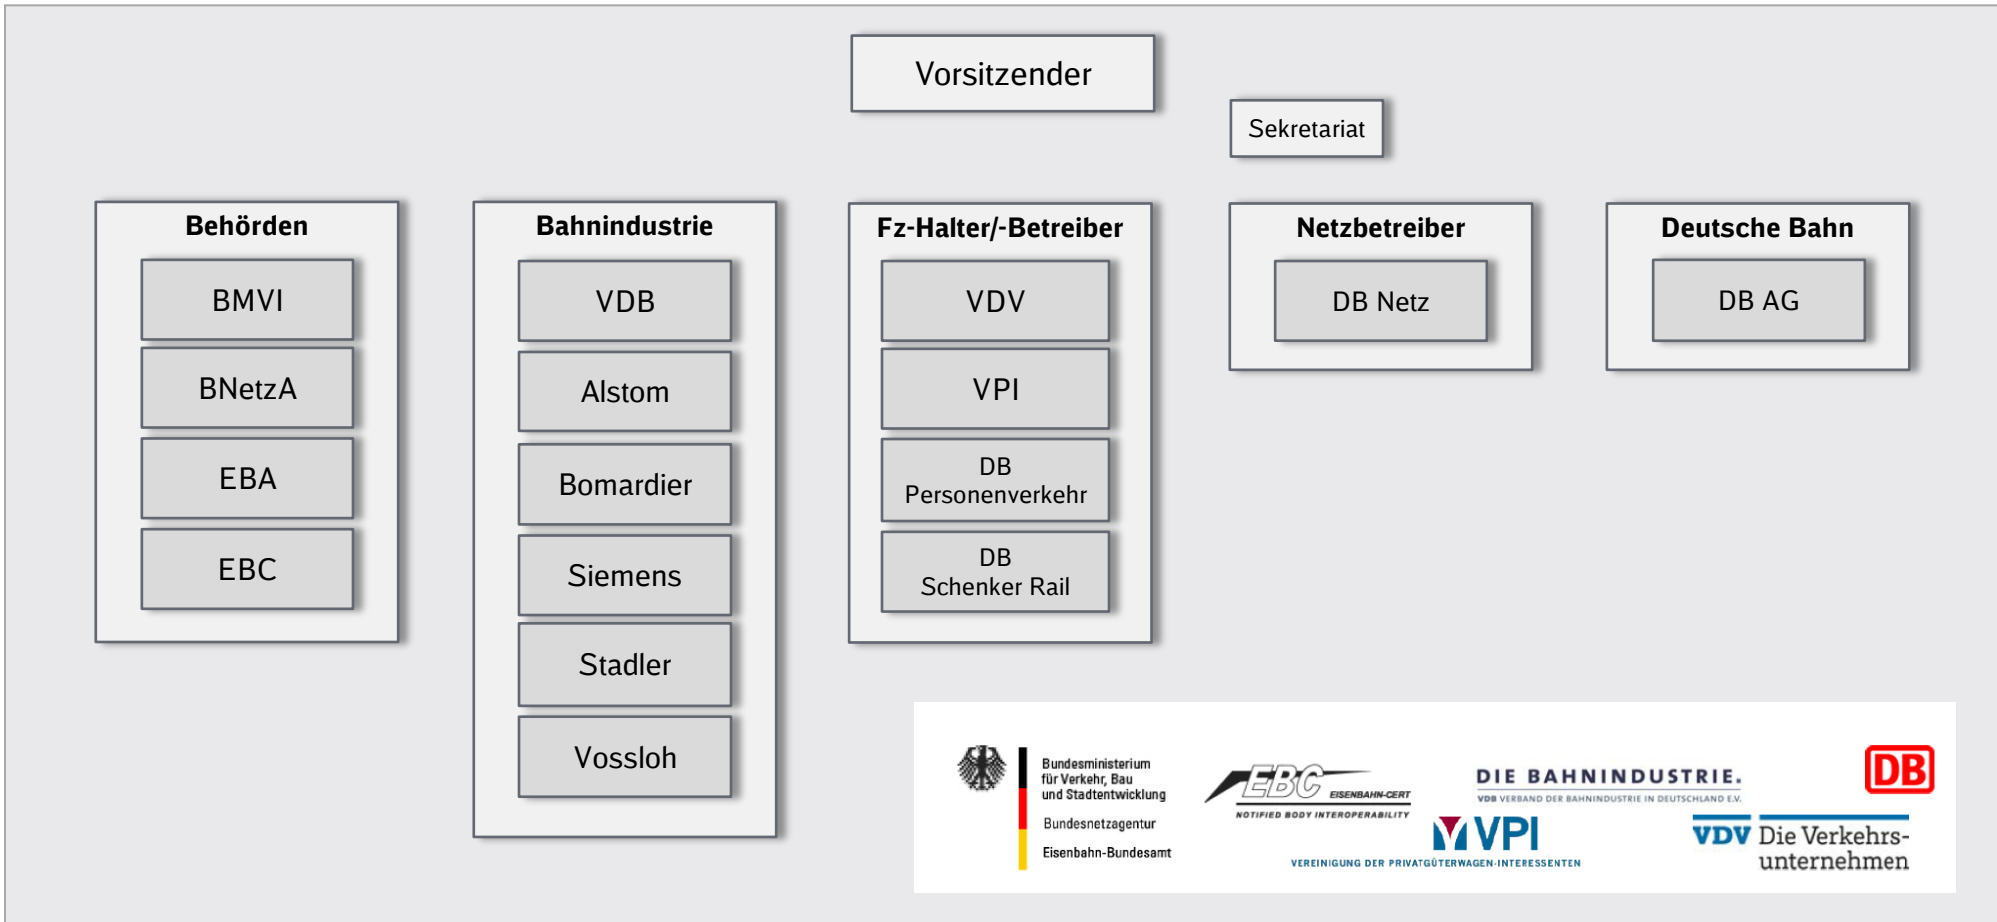 Vorsitzender
Sekretariat
Behörden
BMVI
BNetzA
EBA
EBC
Bahnindustrie
VDB
Alstom
Bomardier
Siemens
Stadler
Vossloh
Fz-Halter/-Betreiber
VDV
VPI
DB
Personenverkehr
DB
Schenker Rail
Netzbetreiber
DB Netz
Deutsche Bahn
DB AG
Bundesministerium
für Verkehr, Bau
und Stadtentwicklung
Bundesnetzagentur
Eisenbahn-Bundesamt
EBC EISENBAHN-CERT
NOTIFIED BODY INTEROPERABILITY
DIE BAHNINDUSTRIE.
VDB VERBAND DER BAHNINDUSTRIE IN DEUTSCHLAND E.V.
DB
VPI
VEREINIGUNG DER PRIVATGÜTERWAGEN-INTERESSENTEN
VDV Die Verkehrs-
unternehmen